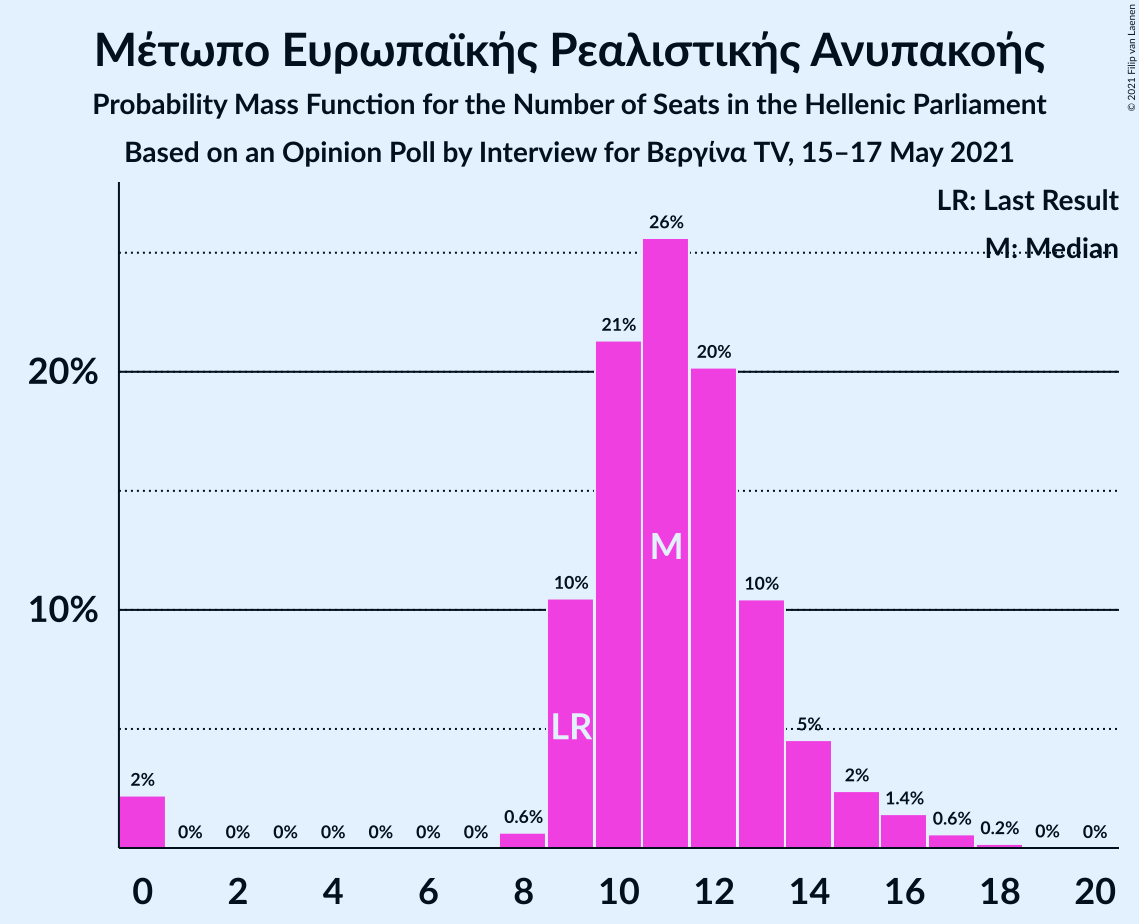 Μέτωπο Ευρωπαϊκής Ρεαλιστικής Ανυπακοής
Probability Mass Function for the Number of Seats in the Hellenic Parliament
Based on an Opinion Poll by Interview for Βεργίνα TV, 15–17 May 2021
© 2021 Filip van Laenen
LR: Last Result
M: Median
26%
21%
20%
20%
M
10%
10%
10%
LR
5%
2%
2%
1.4%
0.6%
0.6%
0.2%
0% 0% 0% 0% 0% 0% 0% 0% 0%
0 2 4 6 8 10 12 14 16 18 20